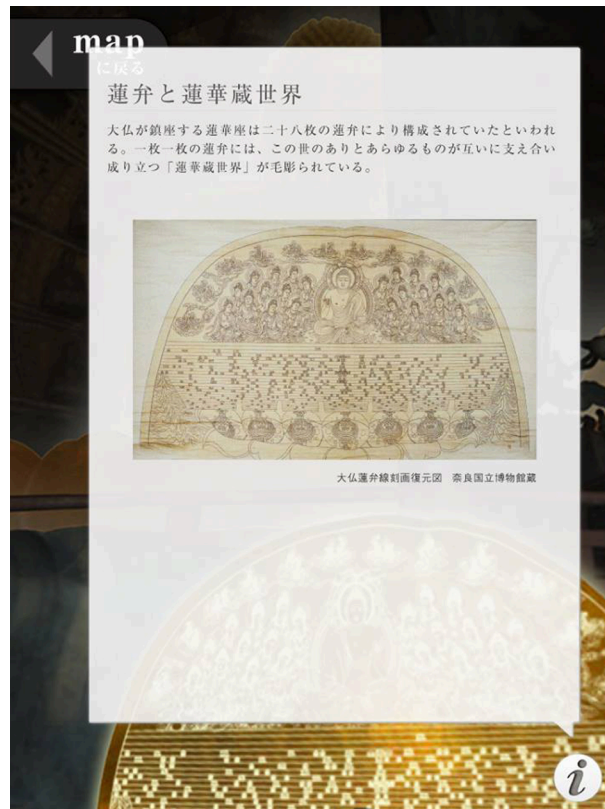 map
に戻る
蓮弁と蓮華蔵世界
大仏が鎮座する蓮華座は二十八枚の蓮弁により構成されていたといわれ
る。一枚一枚の蓮弁には、この世のありとあらゆるものが互いに支え合い
成り立つ「蓮華蔵世界」が毛彫られている。
大仏蓮弁線刻画復元図 奈良国立博物館蔵
i